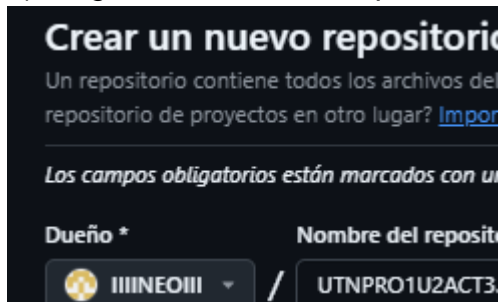 Crear un nuevo repositorio
Un repositorio contiene todos los archivos del
repositorio de proyectos en otro lugar? Impor
Los campos obligatorios están marcados con un
Dueño * Nombre del reposito
IIIINEOIII / UTNPRO1U2ACT3